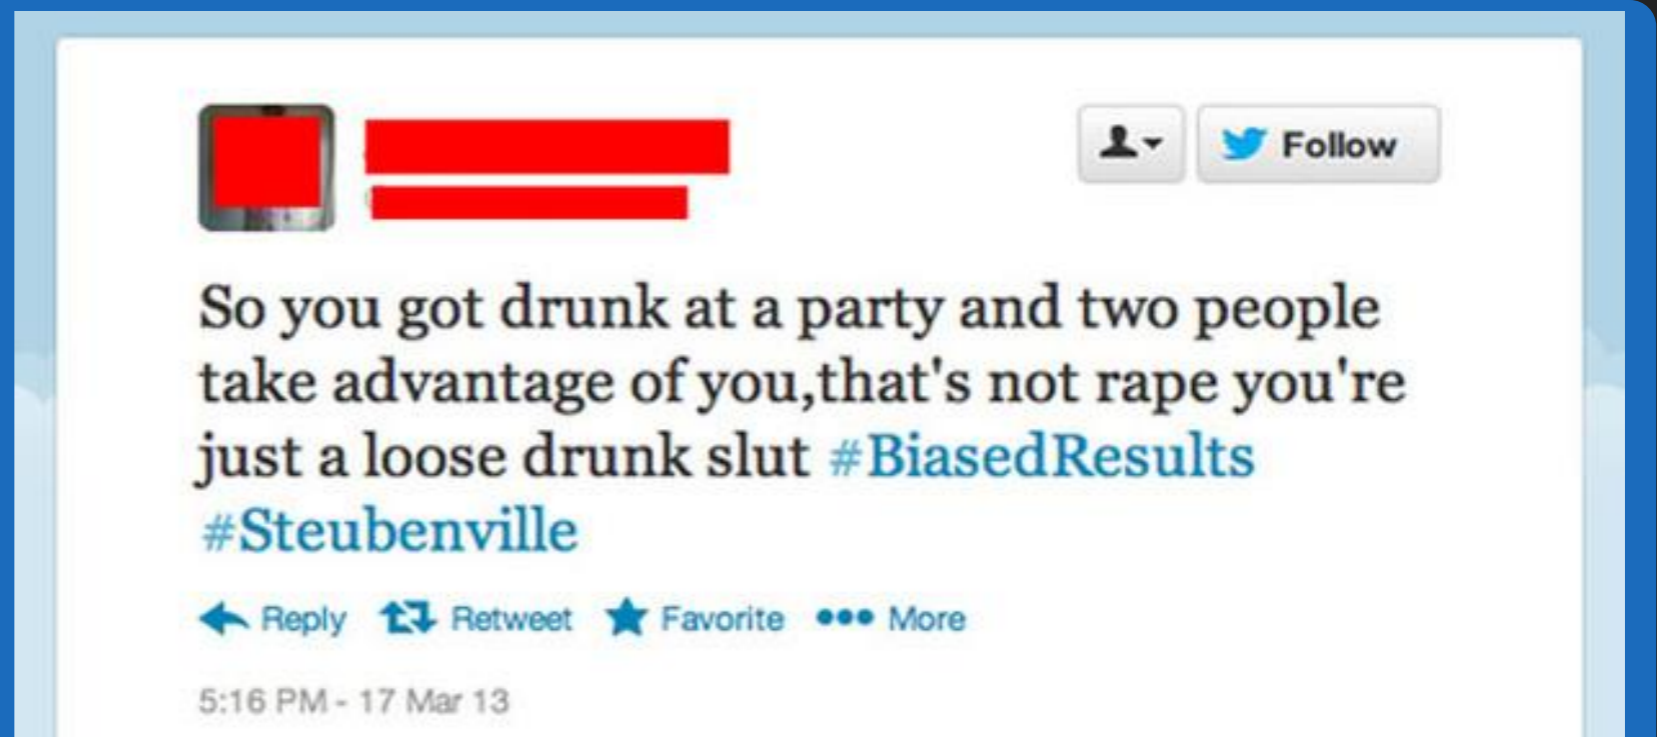 Follow
So you got drunk at a party and two people
take advantage of you,that's not rape you're
just a loose drunk slut #BiasedResults
#Steubenville
Reply Retweet Favorite ••• More
5:16 PM - 17 Mar 13